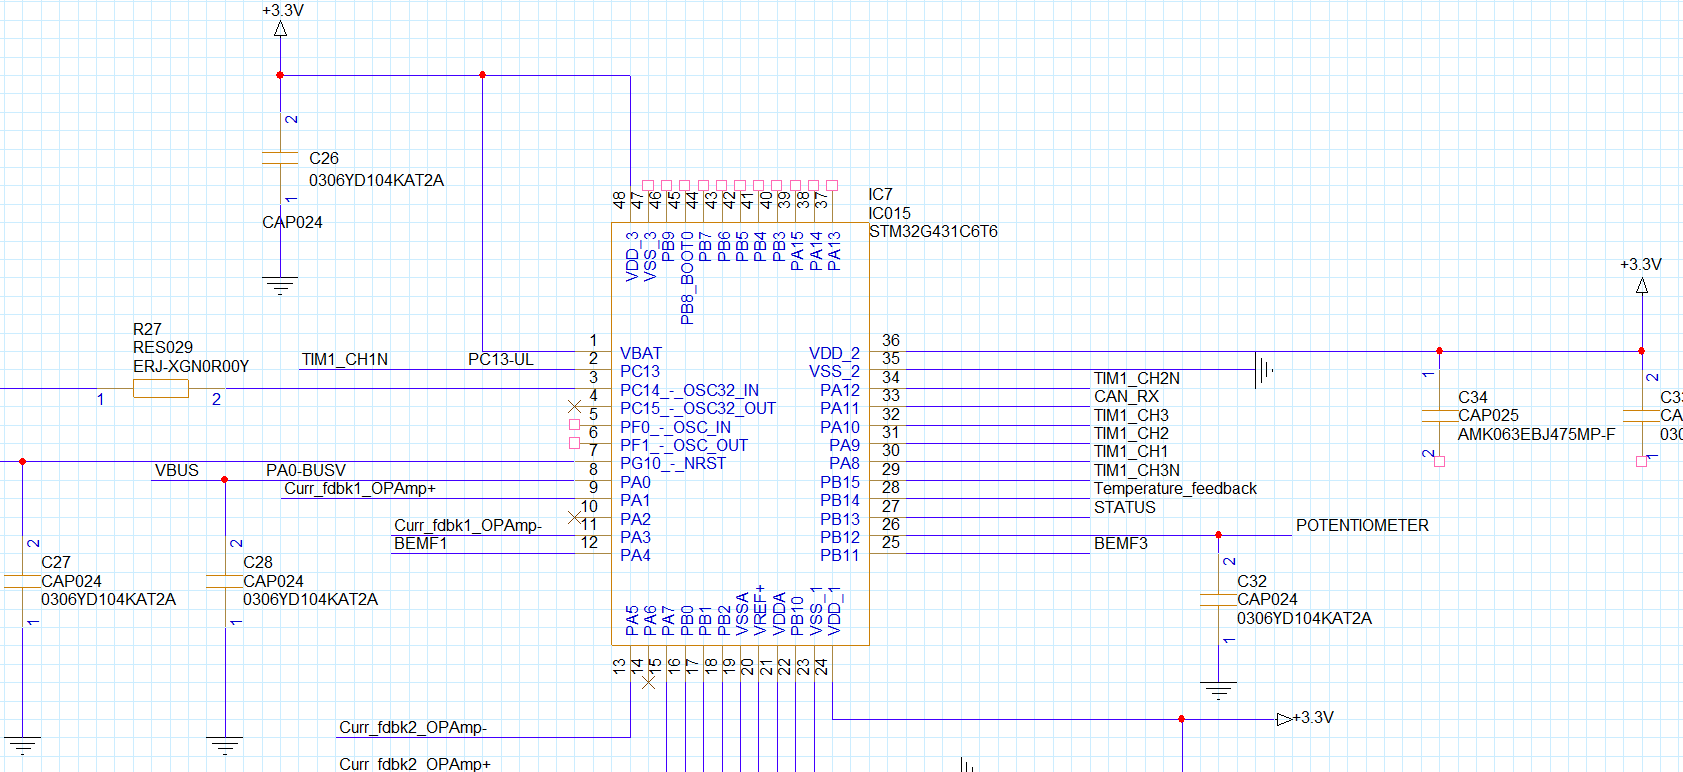 +3.3V
2
C26
0306YD104KAT2A
1
CAP024
48
47
46
45
44
43
42
41
40
39
38
37
IC7
IC015
STM32G431C6T6
VDD_3
VSS_3
PB9
PB8_BOOT0
PB7
PB6
PB5
PB4
PB3
PA15
PA14
PA13
+3.3V
R27
RES029
ERJ-XGN0R00Y
1
2
TIM1_CH1N
PC13-UL
1
2
3
4
5
6
7
8
9
10
11
12
VBAT
PC13
PC14_-_OSC32_IN
PC15_-_OSC32_OUT
PF0_-_OSC_IN
PF1_-_OSC_OUT
PG10_-_NRST
PA0
PA1
PA2
PA3
PA4
VDD_2
VSS_2
PA12
PA11
PA10
PA9
PA8
PB15
PB14
PB13
PB12
PB11
36
35
34
33
32
31
30
29
28
27
26
25
TIM1_CH2N
CAN_RX
TIM1_CH3
TIM1_CH2
TIM1_CH1
TIM1_CH3N
Temperature_feedback
STATUS
POTENTIOMETER
BEMF3
1
C34
CAP025
AMK063EBJ475MP-F
2
2
C3
CA
030
1
VBUS
PA0-BUSV
Curr_fdbk1_OPAmp+
Curr_fdbk1_OPAmp-
BEMF1
2
C27
CAP024
0306YD104KAT2A
1
2
C28
CAP024
0306YD104KAT2A
1
2
C32
CAP024
0306YD104KAT2A
1
PA5
PA6
PA7
PB0
PB1
PB2
VSSA
VREF+
VDDA
PB10
VSS_1
VDD_1
13
14
15
16
17
18
19
20
21
22
23
24
Curr_fdbk2_OPAmp-
+3.3V
Curr_fdbk2_OPAmp+